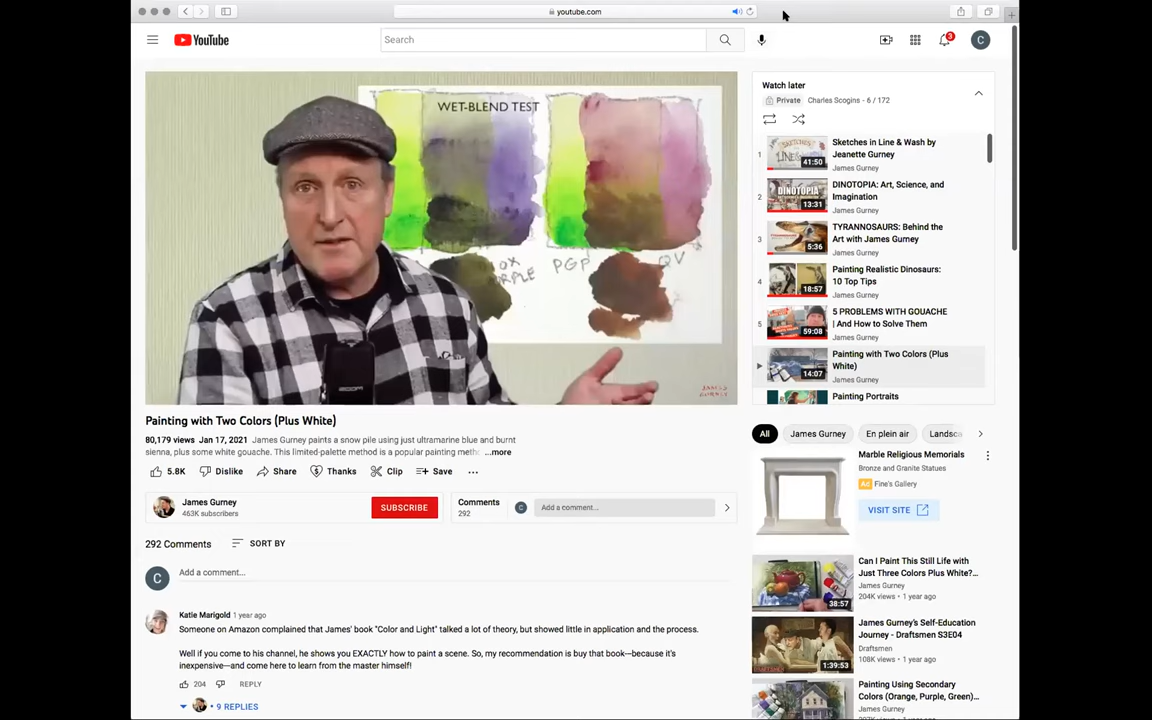 youtube.com
YouTube
Search
3
C
WET-BLEND TEST
PGP
QV
JAMES
GURNEY
Watch later
Private Charles Scogins - 6 / 172
1
41:50
Sketches in Line & Wash by
Jeanette Gurney
James Gurney
2
DINOTOPIA
13:31
DINOTOPIA: Art, Science, and
Imagination
James Gurney
3
5:36
TYRANNOSAURS: Behind the
Art with James Gurney
James Gurney
4
18:57
Painting Realistic Dinosaurs:
10 Top Tips
James Gurney
5
59:08
5 PROBLEMS WITH GOUACHE
| And How to Solve Them
James Gurney
14:07
Painting with Two Colors (Plus
White)
James Gurney
Painting Portraits
Painting with Two Colors (Plus White)
80,179 views Jan 17, 2021 James Gurney paints a snow pile using just ultramarine blue and burnt
sienna, plus some white gouache. This limited-palette method is a popular painting metho ...more
5.8K Dislike Share Thanks Clip Save ...
James Gurney
463K subscribers
SUBSCRIBE
Comments
292
C
Add a comment...
292 Comments SORT BY
C
Add a comment...
Katie Marigold 1 year ago
Someone on Amazon complained that James' book "Color and Light" talked a lot of theory, but showed little in application and the process.
Well if you come to his channel, he shows you EXACTLY how to paint a scene. So, my recommendation is buy that book—because it's
inexpensive—and come here to learn from the master himself!
204 REPLY
9 REPLIES
All James Gurney En plein air Landsca
Marble Religious Memorials
Bronze and Granite Statues
Ad Fine's Gallery
VISIT SITE
38:57
Can I Paint This Still Life with
Just Three Colors Plus White?...
James Gurney
204K views • 1 year ago
1:39:53
James Gurney's Self-Education
Journey - Draftsmen S3E04
Draftsmen
108K views • 1 year ago
Painting Using Secondary
Colors (Orange, Purple, Green)...
James Gurney